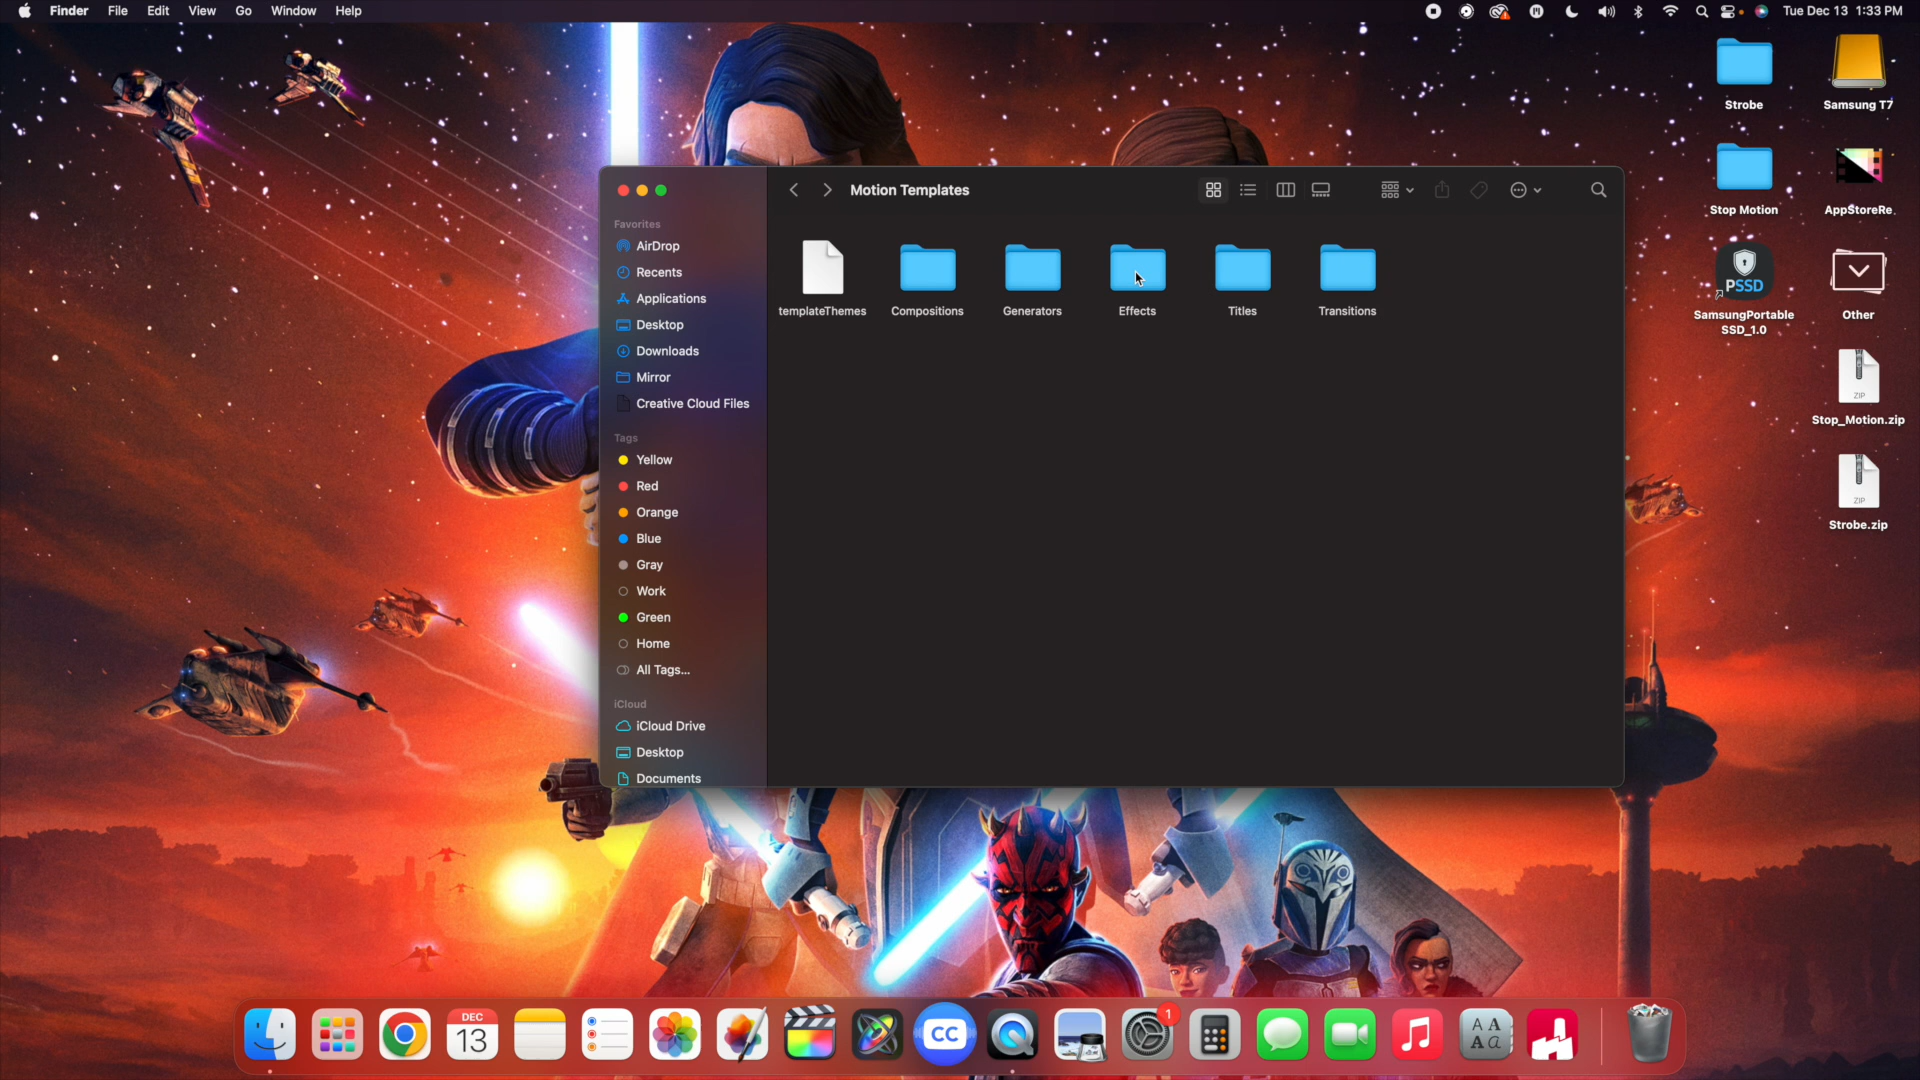 Finder File Edit View Go Window Help
Tue Dec 13 1:33 PM
Strobe
Samsung T7
Stop Motion
AppStoreRe
PSSD
SamsungPortable
SSD_1.0
Other
ZIP
Stop_Motion.zip
ZIP
Strobe.zip
Motion Templates
Favorites
AirDrop
Recents
Applications
Desktop
Downloads
Mirror
Creative Cloud Files
Tags
Yellow
Red
Orange
Blue
Gray
Work
Green
Home
All Tags...
iCloud
iCloud Drive
Desktop
Documents
templateThemes
Compositions
Generators
Effects
Titles
Transitions
DEC
13
CC
1
A A
A a